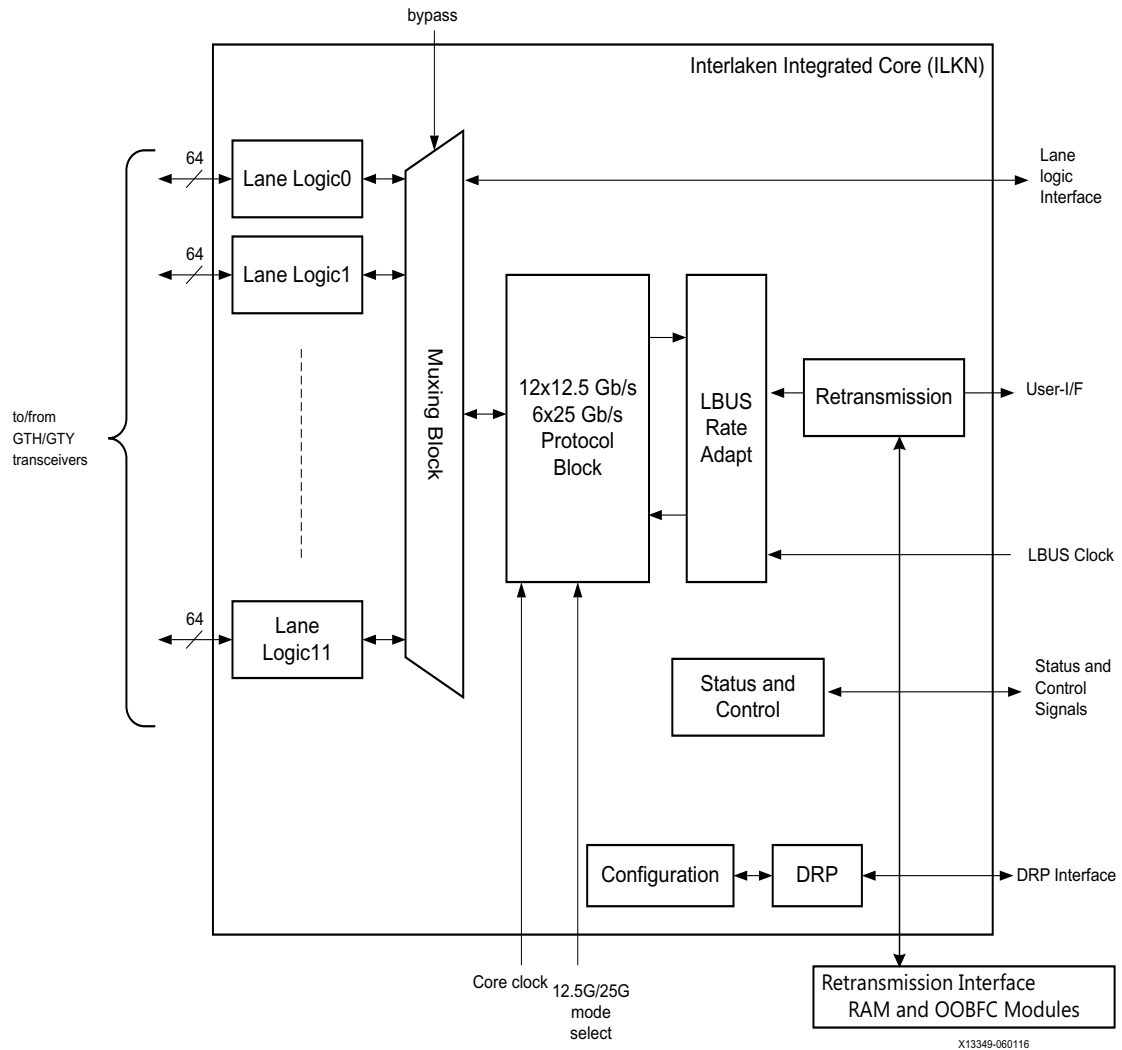 bypass
Interlaken Integrated Core (ILKN)
64
Lane Logic0
Lane
logic
Interface
64
Lane Logic1
Muxing Block
12x12.5 Gb/s
6x25 Gb/s
Protocol
Block
LBUS
Rate
Adapt
Retransmission
User-I/F
to/from
GTH/GTY
transceivers
LBUS Clock
64
Lane
Logic11
Status and
Control
Status and
Control
Signals
Configuration
DRP
DRP Interface
Core clock
12.5G/25G
mode
select
Retransmission Interface
RAM and OOBFC Modules
X13349-060116